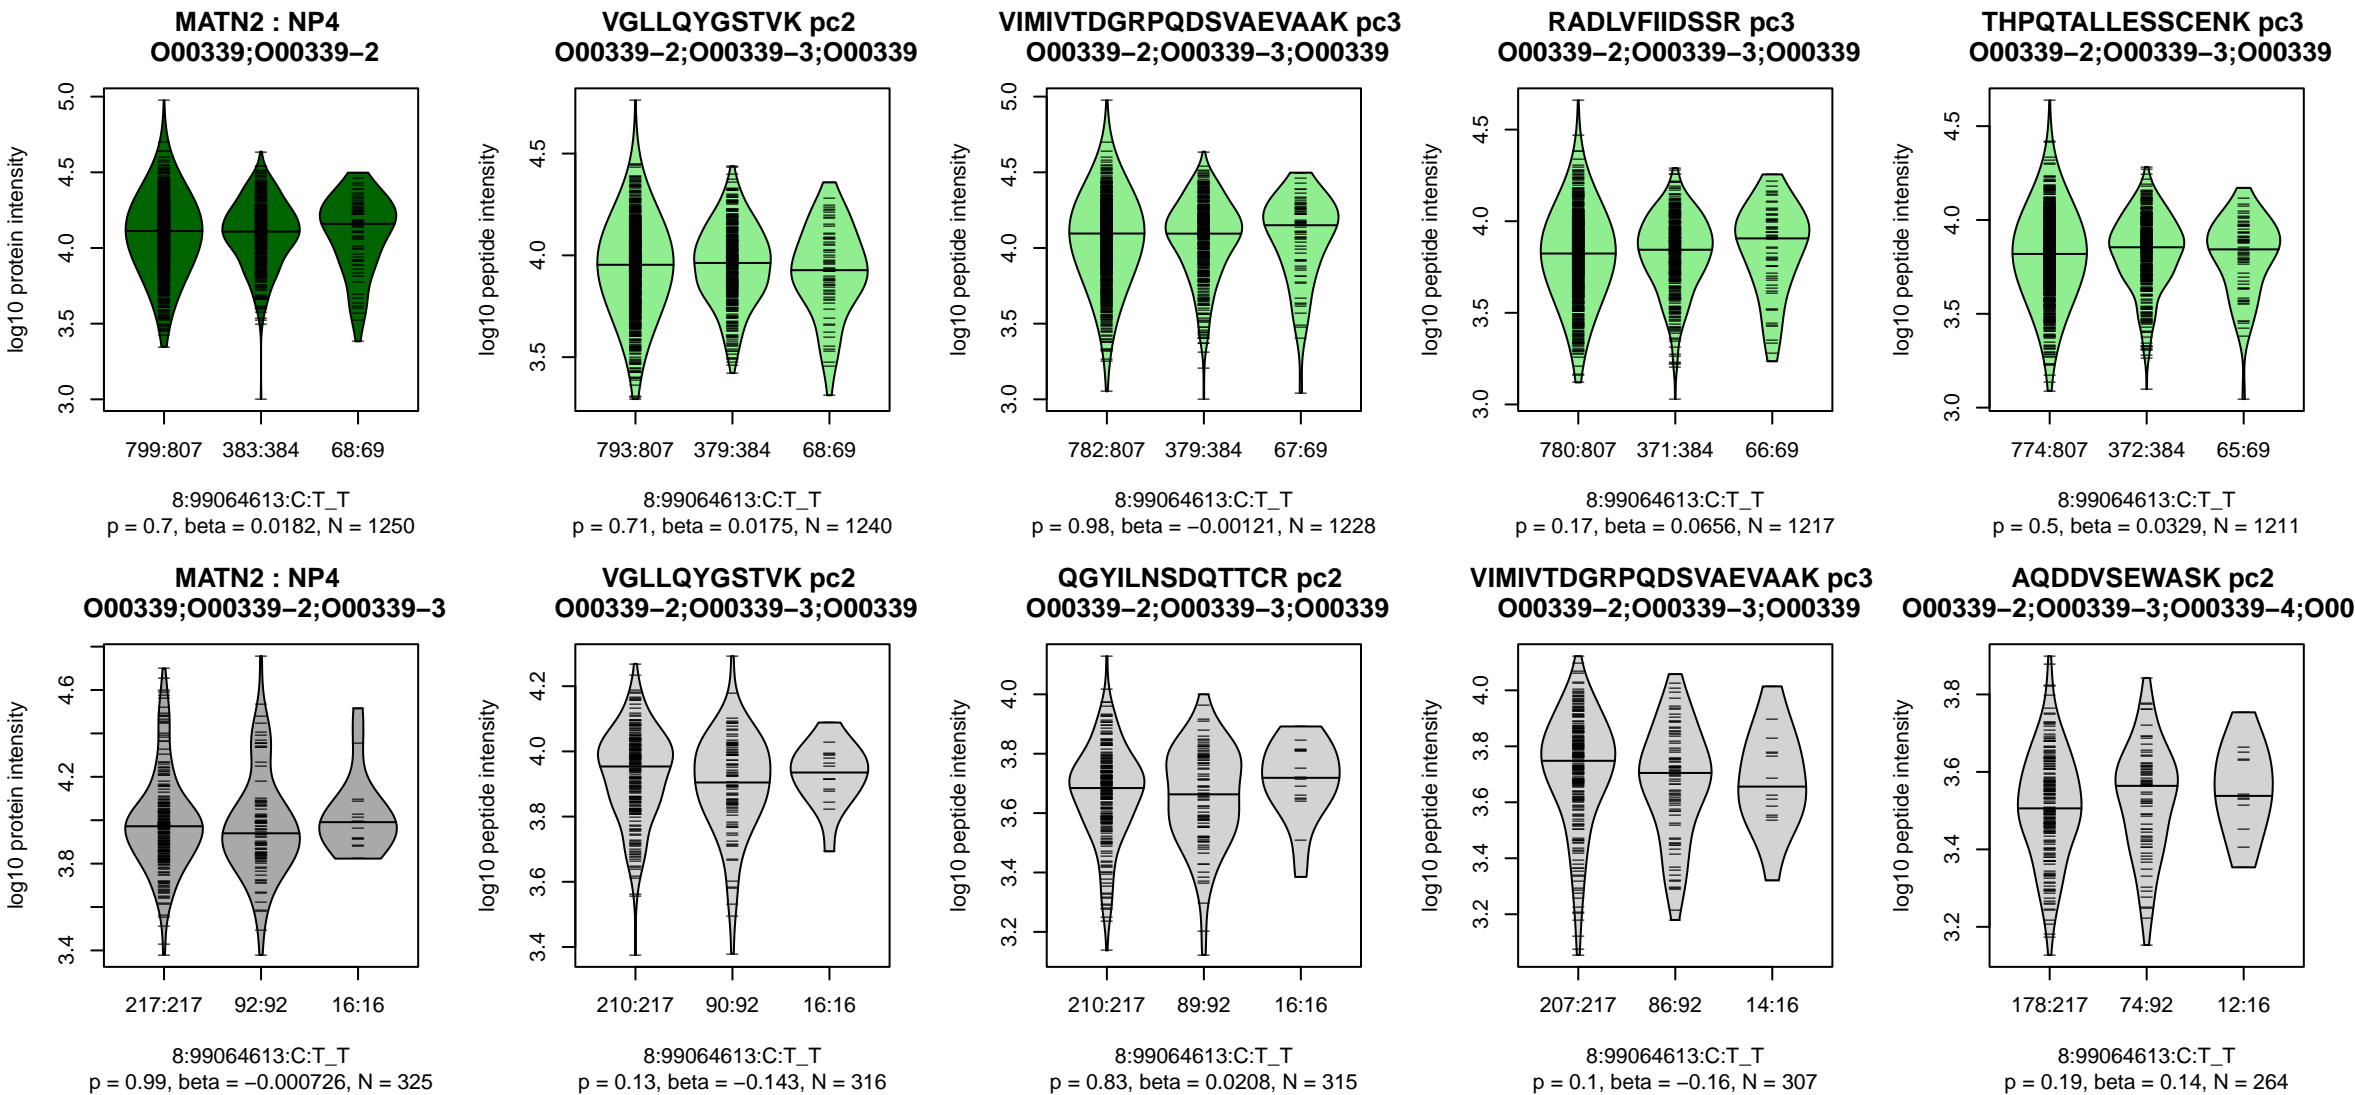 MATN2 : NP4
O00339;O00339−2
log10 protein intensity
5.0
4.5
4.0
3.5
3.0
799:807 383:384 68:69
8:99064613:C:T_T
p = 0.7, beta = 0.0182, N = 1250
VGLLQYGSTVK pc2
O00339−2;O00339−3;O00339
log10 peptide intensity
4.5
4.0
3.5
793:807 379:384 68:69
8:99064613:C:T_T
p = 0.71, beta = 0.0175, N = 1240
VIMIVTDGRPQDSVAEVAAK pc3
O00339−2;O00339−3;O00339
log10 peptide intensity
5.0
4.5
4.0
3.5
3.0
782:807 379:384 67:69
8:99064613:C:T_T
p = 0.98, beta = −0.00121, N = 1228
RADLVFIIDSSR pc3
O00339−2;O00339−3;O00339
log10 peptide intensity
4.5
4.0
3.5
3.0
780:807 371:384 66:69
8:99064613:C:T_T
p = 0.17, beta = 0.0656, N = 1217
THPQTALLESSCENK pc3
O00339−2;O00339−3;O00339
log10 peptide intensity
4.5
4.0
3.5
3.0
774:807 372:384 65:69
8:99064613:C:T_T
p = 0.5, beta = 0.0329, N = 1211
MATN2 : NP4
O00339;O00339−2;O00339−3
log10 protein intensity
4.6
4.2
3.8
3.4
217:217 92:92 16:16
8:99064613:C:T_T
p = 0.99, beta = −0.000726, N = 325
VGLLQYGSTVK pc2
O00339−2;O00339−3;O00339
log10 peptide intensity
4.2
4.0
3.8
3.6
3.4
210:217 90:92 16:16
8:99064613:C:T_T
p = 0.13, beta = −0.143, N = 316
QGYILNSDQTTCR pc2
O00339−2;O00339−3;O00339
log10 peptide intensity
4.0
3.8
3.6
3.4
3.2
210:217 89:92 16:16
8:99064613:C:T_T
p = 0.83, beta = 0.0208, N = 315
VIMIVTDGRPQDSVAEVAAK pc3
O00339−2;O00339−3;O00339
log10 peptide intensity
4.0
3.8
3.6
3.4
3.2
207:217 86:92 14:16
8:99064613:C:T_T
p = 0.1, beta = −0.16, N = 307
AQDDVSEWASK pc2
O00339−2;O00339−3;O00339−4;O00
log10 peptide intensity
3.8
3.6
3.4
3.2
178:217 74:92 12:16
8:99064613:C:T_T
p = 0.19, beta = 0.14, N = 264